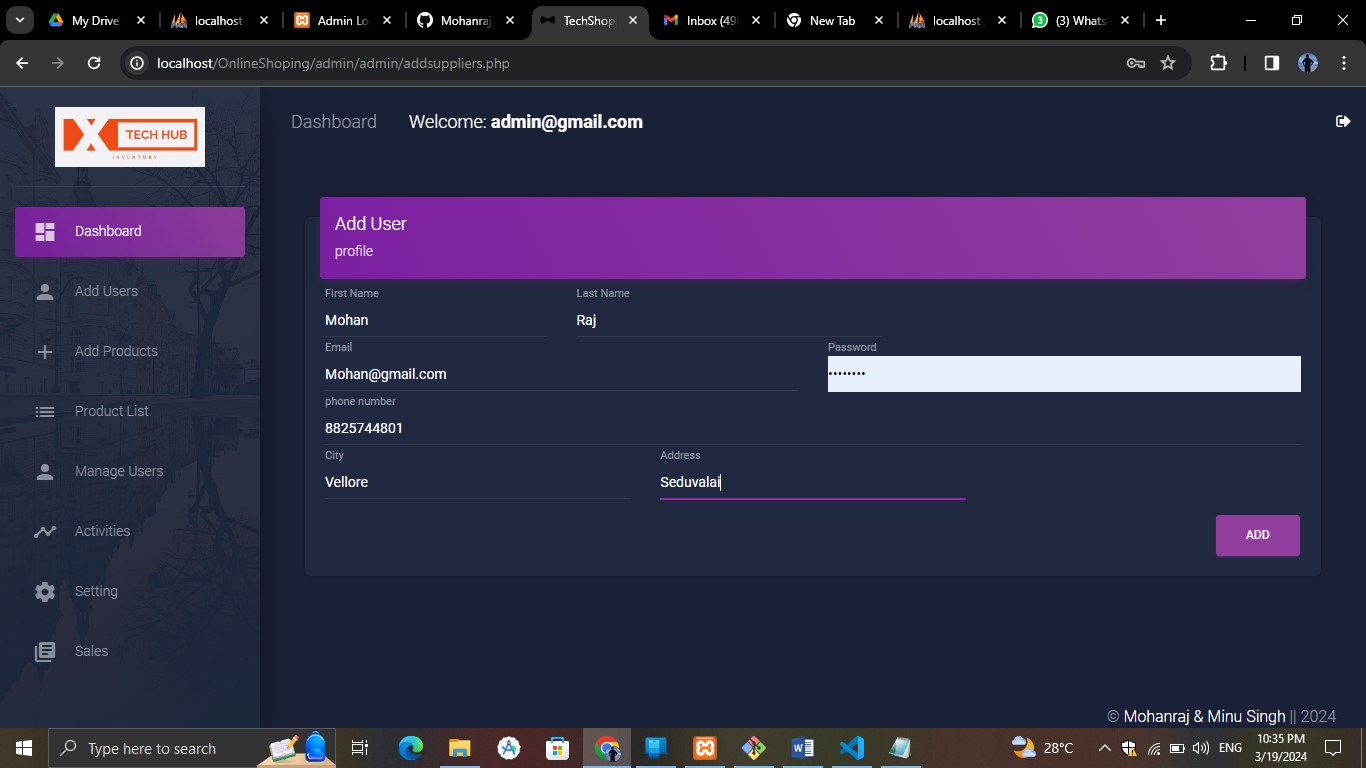 My Drive
localhost
Admin Lo
Mohanraj
TechShop
Inbox (49
New Tab
localhost
(3) Whats
localhost/OnlineShoping/admin/admin/addsuppliers.php
X TECH HUB
INVENTORY
Dashboard Welcome: admin@gmail.com
Dashboard
Add Users
Add Products
Product List
Manage Users
Activities
Setting
Sales
Add User
profile
First Name Last Name
Mohan Raj
Email Password
Mohan@gmail.com ••••••••
phone number
8825744801
City Address
Vellore Seduvalai
ADD
© Mohanraj & Minu Singh || 2024
Type here to search
28°C
ENG
10:35 PM
3/19/2024